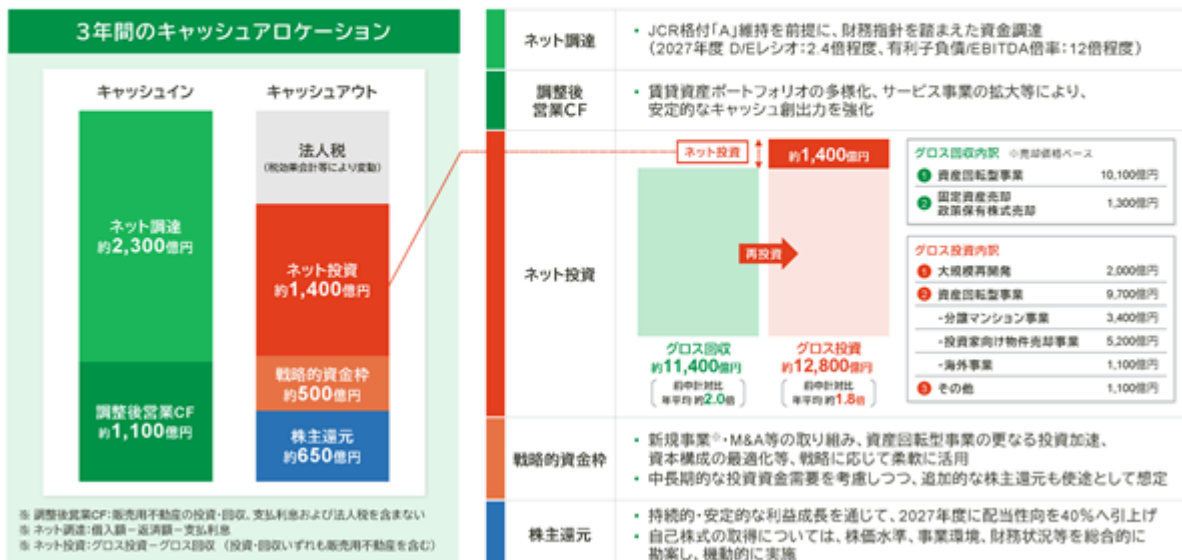 3年間のキャッシュアロケーション
キャッシュイン
キャッシュアウト
ネット調達
約2,300億円
調整後営業CF
約1,100億円
法人税
(税効果会計等により変動)
ネット投資
約1,400億円
戦略的資金枠
約500億円
株主還元
約650億円
※ 調整後営業CF:販売用不動産の投資・回収、支払利息および法人税を含まない
※ ネット調達:借入額－返済額－支払利息
※ ネット投資:グロス投資－グロス回収 (投資・回収いずれも販売用不動産を含む)
ネット調達
・ JCR格付「A」維持を前提に、財務指針を踏まえた資金調達
(2027年度 D/Eレシオ:2.4倍程度、有利子負債/EBITDA倍率:12倍程度)
調整後
営業CF
・ 賃貸資産ポートフォリオの多様化、サービス事業の拡大等により、
安定的なキャッシュ創出力を強化
ネット投資
ネット投資
約1,400億円
再投資
グロス回収
約11,400億円
前中計対比
年平均 約2.0倍
グロス投資
約12,800億円
前中計対比
年平均 約1.8倍
グロス回収内訳 ※売却価格ベース
1 資産回転型事業 10,100億円
2 固定資産売却
政策保有株式売却 1,300億円
グロス投資内訳
1 大規模再開発 2,000億円
2 資産回転型事業 9,700億円
-分譲マンション事業 3,400億円
-投資家向け物件売却事業 5,200億円
-海外事業 1,100億円
3 その他 1,100億円
戦略的資金枠
・ 新規事業※・M&A等の取り組み、資産回転型事業の更なる投資加速、
資本構成の最適化等、戦略に応じて柔軟に活用
・ 中長期的な投資資金需要を考慮しつつ、追加的な株主還元も使途として想定
株主還元
・ 持続的・安定的な利益成長を通じて、2027年度に配当性向を40%へ引上げ
・ 自己株式の取得については、株価水準、事業環境、財務状況等を総合的に
勘案し、機動的に実施